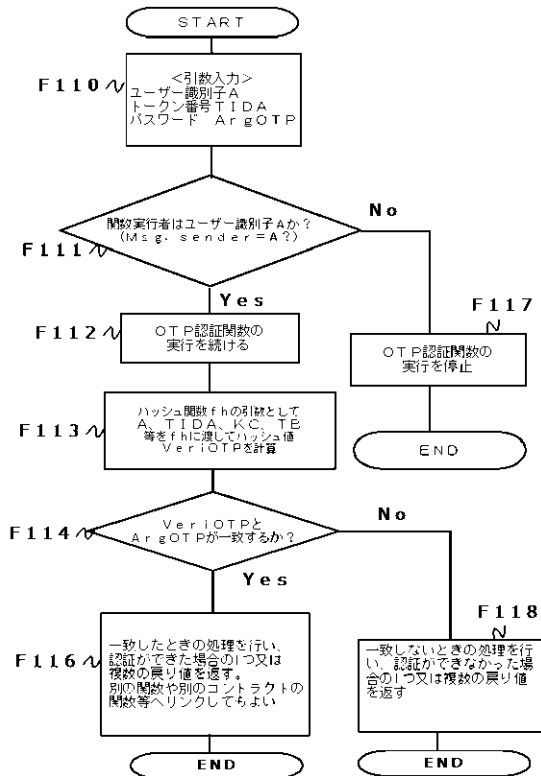 ＳＴＡＲＴ
Ｆ１１０
＜引数入力＞
ユーザー識別子Ａ
トークン番号ＴＩＤＡ
パスワード　ＡｒｇＯＴＰ
関数実行者はユーザー識別子Ａか？
（Ｍｓｇ．ｓｅｎｄｅｒ＝Ａ？）
Ｆ１１１
Ｎｏ
Ｙｅｓ
Ｆ１１２
ＯＴＰ認証関数の
実行を続ける
Ｆ１１７
ＯＴＰ認証関数の
実行を停止
ＥＮＤ
Ｆ１１３
ハッシュ関数ｆｈの引数として
Ａ、ＴＩＤＡ、ＫＣ、ＴＢ
等をｆｈに渡してハッシュ値
ＶｅｒｉＯＴＰを計算
Ｆ１１４
ＶｅｒｉＯＴＰと
ＡｒｇＯＴＰが一致するか？
Ｎｏ
Ｙｅｓ
Ｆ１１６
一致したときの処理を行い、
認証ができた場合の１つ又は
複数の戻り値を返す。
別の関数や別のコントラクトの
関数等へリンクしてもよい
ＥＮＤ
Ｆ１１８
一致しないときの処理を行
い、認証ができなかった場
合の１つ又は複数の戻り値
を返す
ＥＮＤ